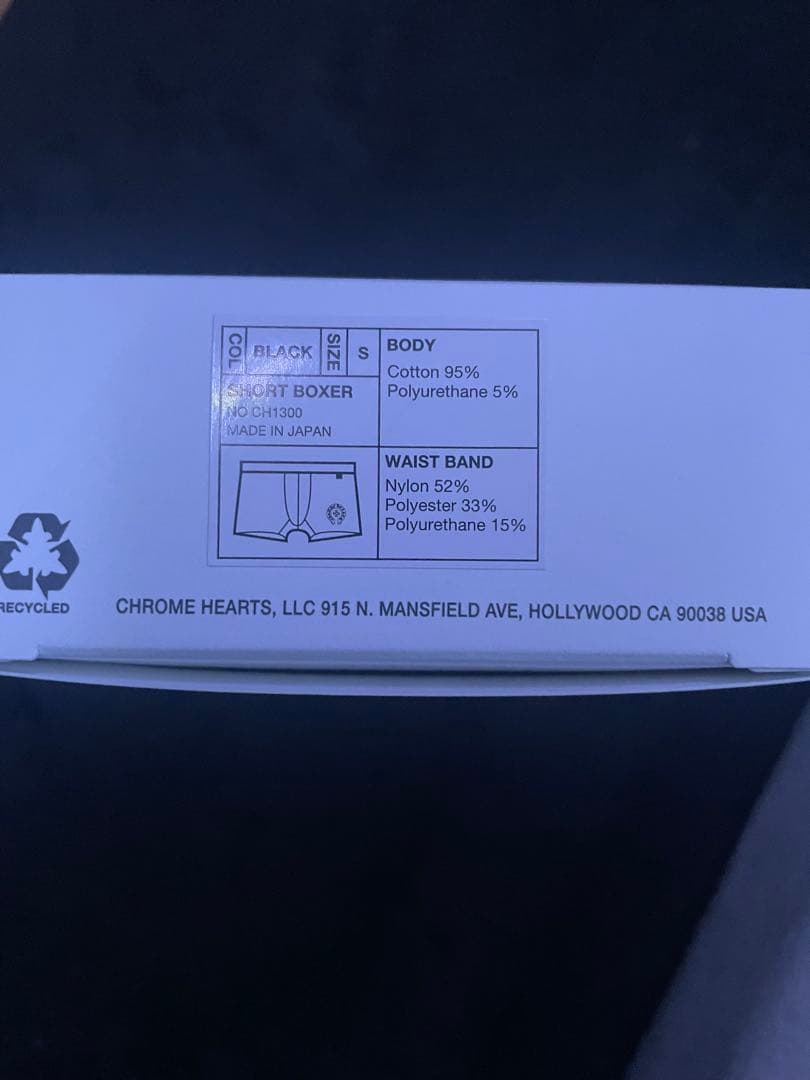 COL BLACK SIZE S
SHORT BOXER
NO CH1300
MADE IN JAPAN
BODY
Cotton 95%
Polyurethane 5%
WAIST BAND
Nylon 52%
Polyester 33%
Polyurethane 15%
RECYCLED
CHROME HEARTS, LLC 915 N. MANSFIELD AVE, HOLLYWOOD CA 90038 USA